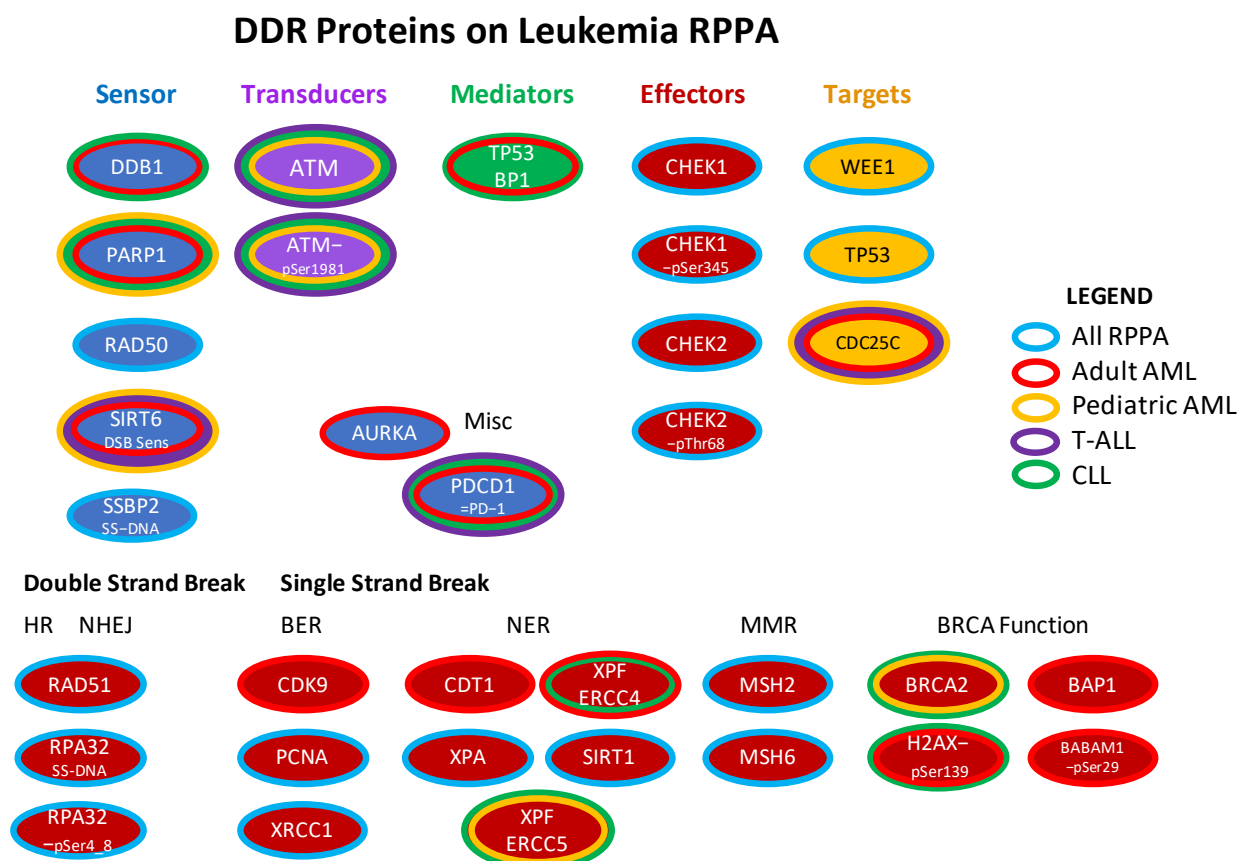 DDR Proteins on Leukemia RPPA
Sensor
Transducers
Mediators
Effectors
Targets
DDB1
ATM
TP53
BP1
CHEK1
WEE1
PARP1
ATM−
pSer1981
CHEK1
−pSer345
TP53
RAD50
CHEK2
CDC25C
SIRT6
DSB Sens
AURKA
Misc
CHEK2
−pThr68
SSBP2
SS−DNA
PDCD1
=PD−1
LEGEND
All RPPA
Adult AML
Pediatric AML
T-ALL
CLL
Double Strand Break
Single Strand Break
HR
NHEJ
BER
NER
MMR
BRCA Function
RAD51
CDK9
CDT1
XPF
ERCC4
MSH2
BRCA2
BAP1
RPA32
SS-DNA
PCNA
XPA
SIRT1
MSH6
H2AX−
pSer139
BABAM1
−pSer29
RPA32
−pSer4_8
XRCC1
XPF
ERCC5